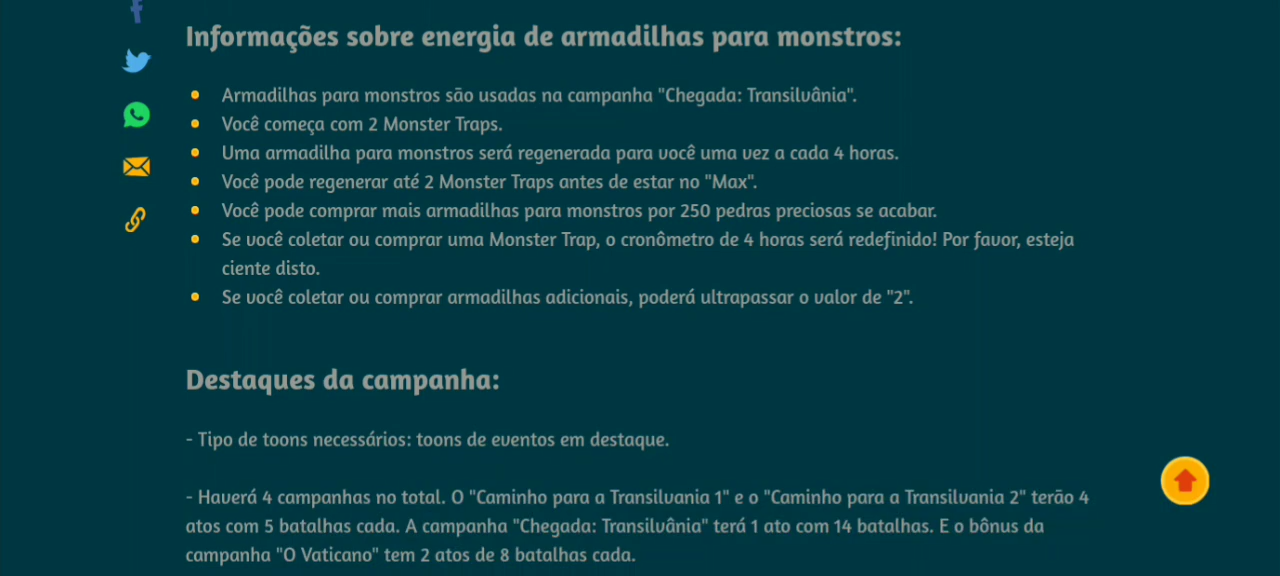 Informações sobre energia de armadilhas para monstros:
Armadilhas para monstros são usadas na campanha "Chegada: Transilvânia".
Você começa com 2 Monster Traps.
Uma armadilha para monstros será regenerada para você uma vez a cada 4 horas.
Você pode regenerar até 2 Monster Traps antes de estar no "Max".
Você pode comprar mais armadilhas para monstros por 250 pedras preciosas se acabar.
Se você coletar ou comprar uma Monster Trap, o cronômetro de 4 horas será redefinido! Por favor, esteja
ciente disto.
Se você coletar ou comprar armadilhas adicionais, poderá ultrapassar o valor de "2".
Destaques da campanha:
- Tipo de toons necessários: toons de eventos em destaque.
- Haverá 4 campanhas no total. O "Caminho para a Transilvania 1" e o "Caminho para a Transilvania 2" terão 4
atos com 5 batalhas cada. A campanha "Chegada: Transilvânia" terá 1 ato com 14 batalhas. E o bônus da
campanha "O Vaticano" tem 2 atos de 8 batalhas cada.